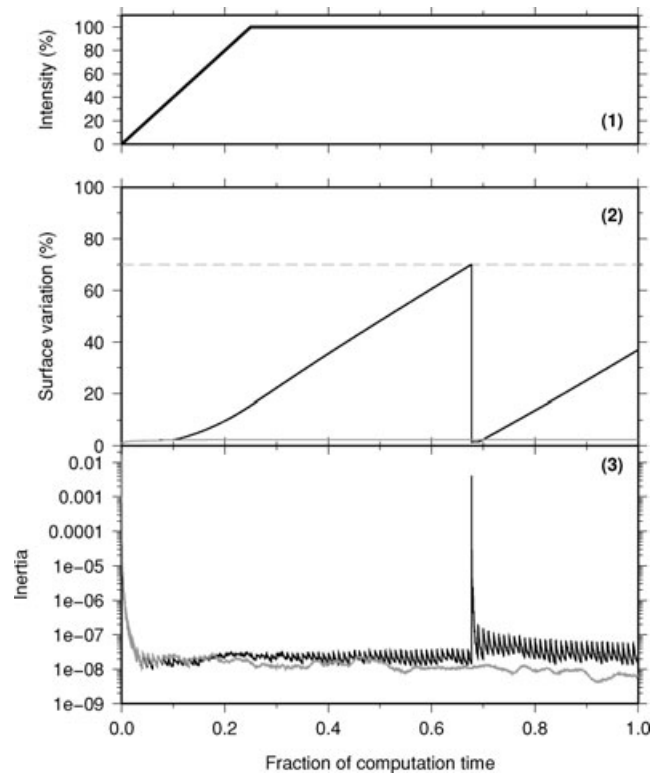 100
80
60
40
20
0
Intensity (%)
(1)
100
80
60
40
20
0
Surface variation (%)
(2)
0.01
0.001
0.0001
1e−05
1e−06
1e−07
1e−08
1e−09
Inertia
(3)
0.0 0.2 0.4 0.6 0.8 1.0
Fraction of computation time